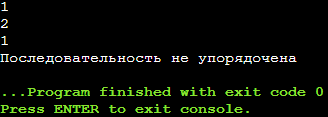 1
2
1
Последовательность не упорядочена
...Program finished with exit code 0
Press ENTER to exit console.